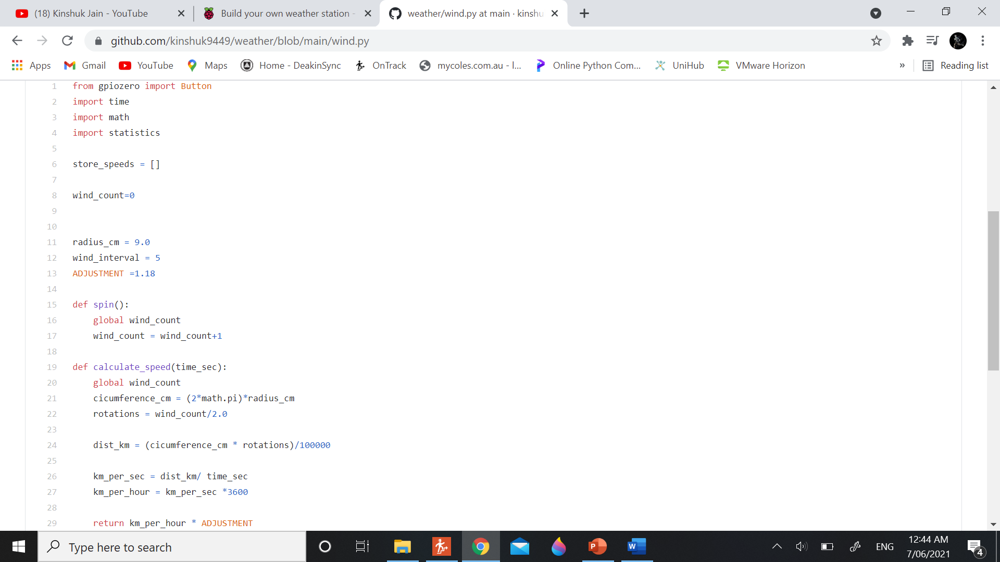 (18) Kinshuk Jain - YouTube
Build your own weather station -
weather/wind.py at main · kinshu
github.com/kinshuk9449/weather/blob/main/wind.py
Apps Gmail YouTube Maps Home - DeakinSync OnTrack mycoles.com.au - l... Online Python Com... UniHub VMware Horizon » Reading list
1 from gpiozero import Button
2 import time
3 import math
4 import statistics
5
6 store_speeds = []
7
8 wind_count=0
9
10
11 radius_cm = 9.0
12 wind_interval = 5
13 ADJUSTMENT =1.18
14
15 def spin():
16     global wind_count
17     wind_count = wind_count+1
18
19 def calculate_speed(time_sec):
20     global wind_count
21     cicumference_cm = (2*math.pi)*radius_cm
22     rotations = wind_count/2.0
23
24     dist_km = (cicumference_cm * rotations)/100000
25
26     km_per_sec = dist_km/ time_sec
27     km_per_hour = km_per_sec *3600
28
29     return km_per_hour * ADJUSTMENT
Type here to search
P
W
ENG
12:44 AM
7/06/2021
4